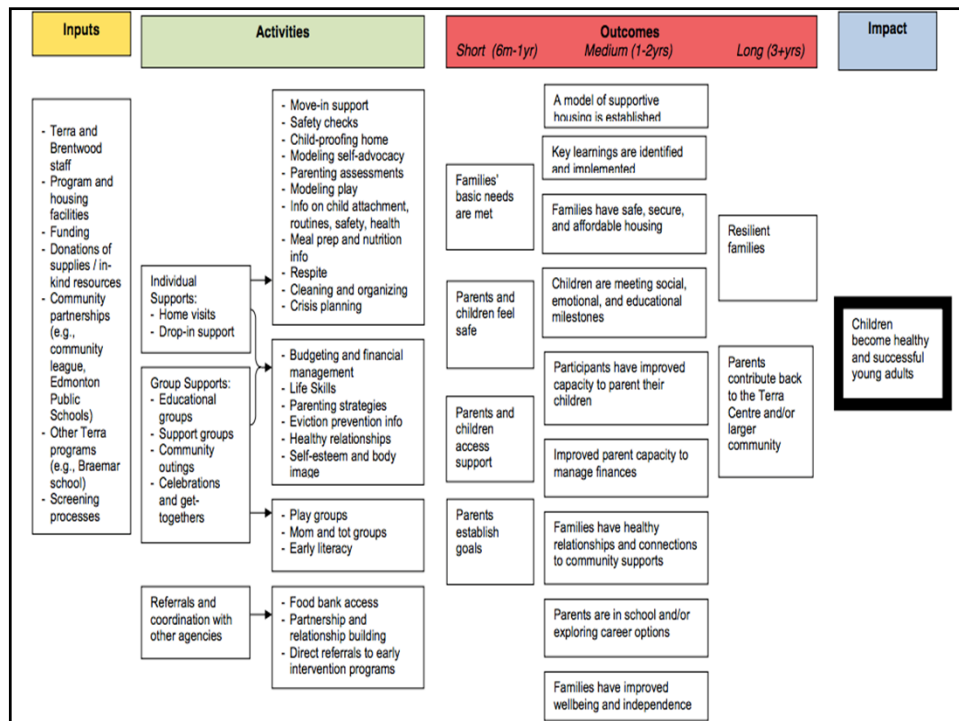 Inputs
Activities
Outcomes
Short (6m-1yr)
Medium (1-2yrs)
Long (3+yrs)
Impact
- Terra and
Brentwood
staff
- Program and
housing
facilities
- Funding
- Donations of
supplies / in-
kind resources
- Community
partnerships
(e.g.,
community
league,
Edmonton
Public
Schools)
- Other Terra
programs
(e.g., Braemar
school)
- Screening
processes
Individual
Supports:
- Home visits
- Drop-in support
Group Supports:
- Educational
groups
- Support groups
- Community
outings
- Celebrations
and get-
togethers
Referrals and
coordination with
other agencies
- Move-in support
- Safety checks
- Child-proofing home
- Modeling self-advocacy
- Parenting assessments
- Modeling play
- Info on child attachment,
routines, safety, health
- Meal prep and nutrition
info
- Respite
- Cleaning and organizing
- Crisis planning
- Budgeting and financial
management
- Life Skills
- Parenting strategies
- Eviction prevention info
- Healthy relationships
- Self-esteem and body
image
- Play groups
- Mom and tot groups
- Early literacy
- Food bank access
- Partnership and
relationship building
- Direct referrals to early
intervention programs
Families'
basic needs
are met
Parents and
children feel
safe
Parents and
children
access
support
Parents
establish
goals
A model of supportive
housing is established
Key learnings are identified
and implemented
Families have safe, secure,
and affordable housing
Children are meeting social,
emotional, and educational
milestones
Participants have improved
capacity to parent their
children
Improved parent capacity to
manage finances
Families have healthy
relationships and connections
to community supports
Parents are in school and/or
exploring career options
Families have improved
wellbeing and independence
Resilient
families
Parents
contribute back
to the Terra
Centre and/or
larger
community
Children
become healthy
and successful
young adults